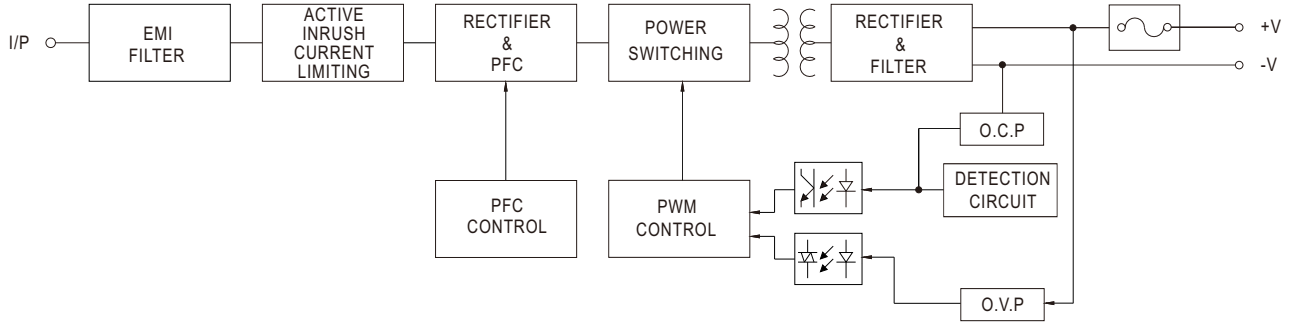 I/P
EMI
FILTER
ACTIVE
INRUSH
CURRENT
LIMITING
RECTIFIER
&
PFC
POWER
SWITCHING
RECTIFIER
&
FILTER
+V
-V
O.C.P
PFC
CONTROL
PWM
CONTROL
DETECTION
CIRCUIT
O.V.P